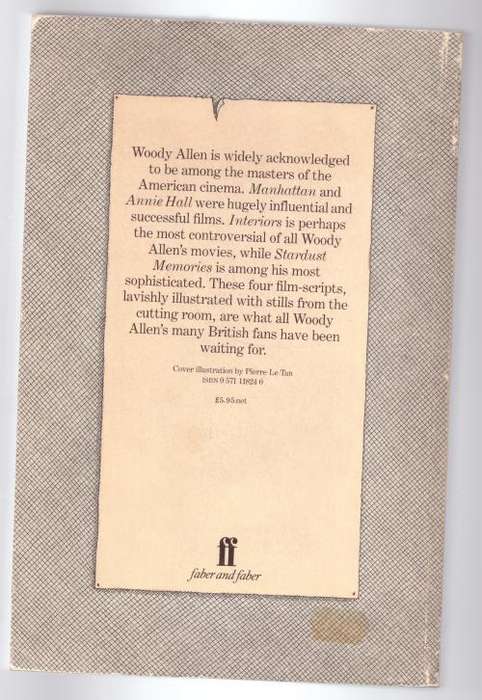 Woody Allen is widely acknowledged
to be among the masters of the
American cinema. Manhattan and
Annie Hall were hugely influential and
successful films. Interiors is perhaps
the most controversial of all Woody
Allen's movies, while Stardust
Memories is among his most
sophisticated. These four film-scripts,
lavishly illustrated with stills from the
cutting room, are what all Woody
Allen's many British fans have been
waiting for.
Cover illustration by Pierre Le Tan
ISBN 0 571 11824 6
£5.95 net
ff
faber and faber